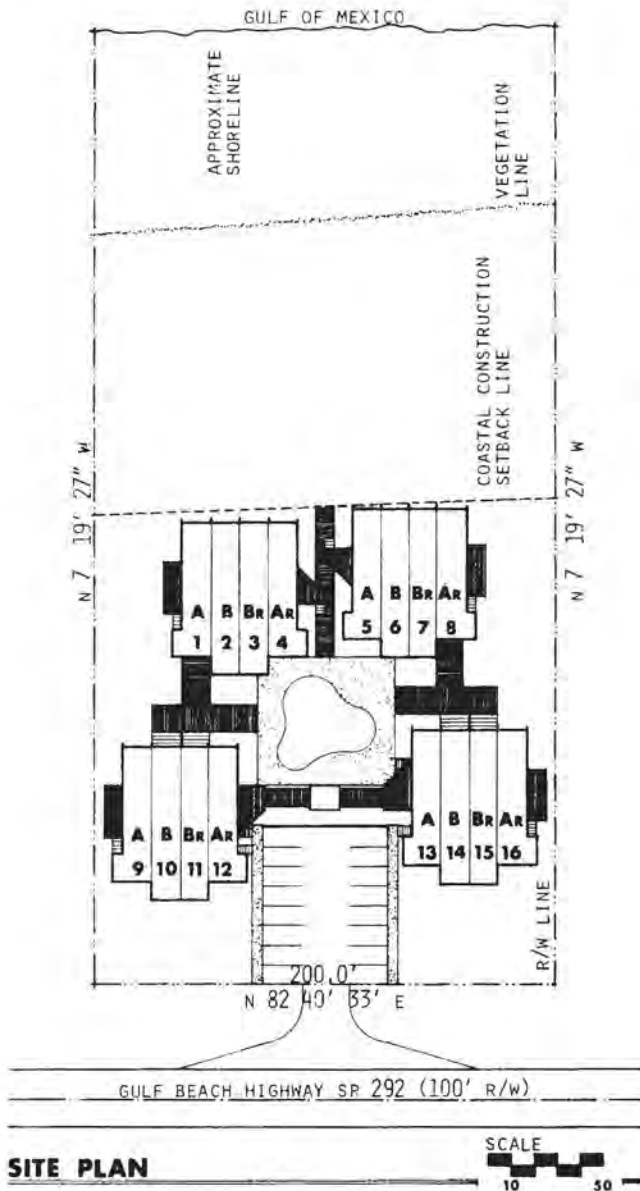 GULF OF MEXICO
APPROXIMATE
SHORELINE
VEGETATION
LINE
COASTAL CONSTRUCTION
SETBACK LINE
N 7 19' 27" W
N 7 19' 27" W
A B BR AR
1 2 3 4
A B BR AR
5 6 7 8
A B BR AR
9 10 11 12
A B BR AR
13 14 15 16
R/W LINE
200.0'
N 82 40' 33' E
GULF BEACH HIGHWAY SR 292 (100' R/W)
SITE PLAN
SCALE
10 50